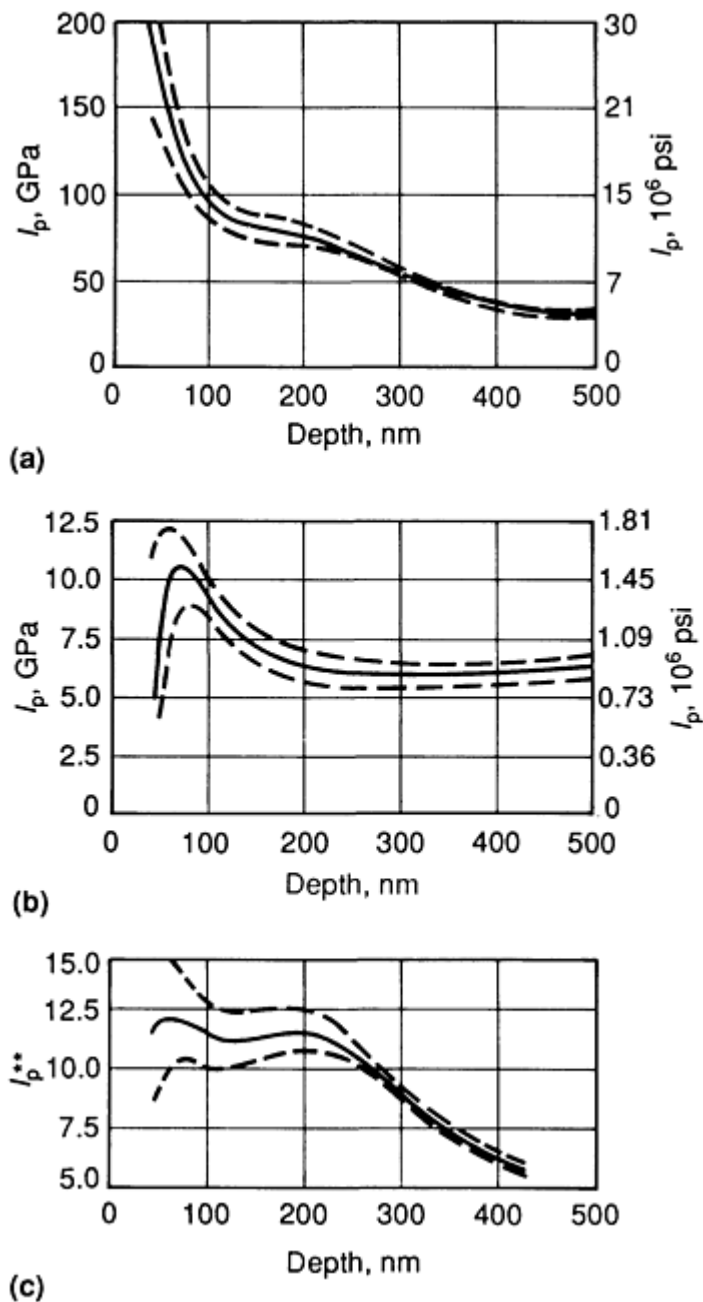 200
150
100
50
0
I_p, GPa
30
21
15
7
0
I_p, 10^6 psi
0 100 200 300 400 500
Depth, nm
(a)
12.5
10.0
7.5
5.0
2.5
0
I_p, GPa
1.81
1.45
1.09
0.73
0.36
0
I_p, 10^6 psi
0 100 200 300 400 500
Depth, nm
(b)
15.0
12.5
10.0
7.5
5.0
I_p**
0 100 200 300 400 500
Depth, nm
(c)